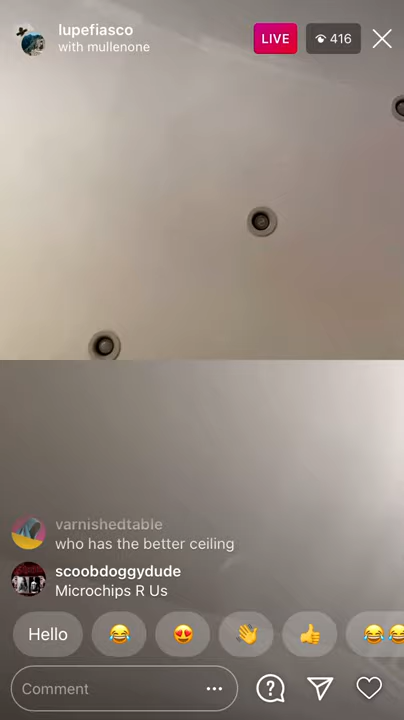 lupefiasco
with mullenone
LIVE
416
varnishedtable
who has the better ceiling
scoobdoggydude
Microchips R Us
Hello
Comment